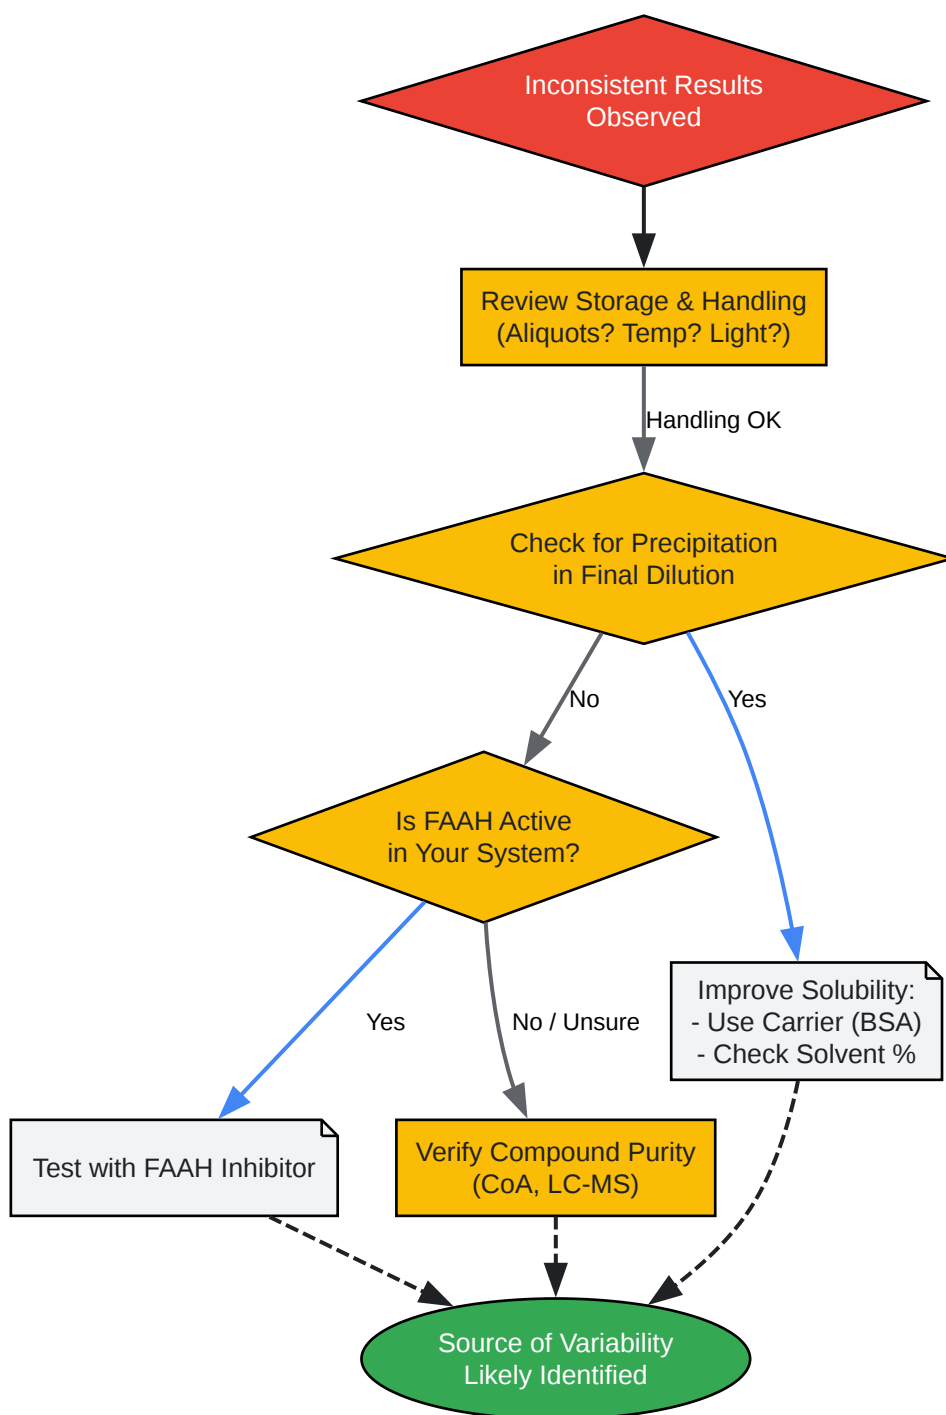 Inconsistent Results
Observed
Review Storage & Handling
(Aliquots? Temp? Light?)
Handling OK
Check for Precipitation
in Final Dilution
No
Yes
Is FAAH Active
in Your System?
Improve Solubility:
- Use Carrier (BSA)
- Check Solvent %
Yes
No / Unsure
Test with FAAH Inhibitor
Verify Compound Purity
(CoA, LC-MS)
Source of Variability
Likely Identified